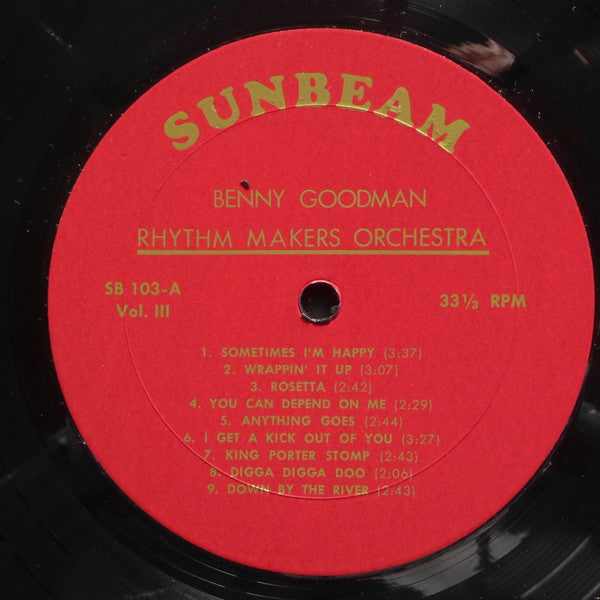 SUNBEAM
BENNY GOODMAN
RHYTHM MAKERS ORCHESTRA
SB 103-A
Vol. III
33⅓ RPM
1. SOMETIMES I'M HAPPY (3:37)
2. WRAPPIN' IT UP (3:07)
3. ROSETTA (2:42)
4. YOU CAN DEPEND ON ME (2:29)
5. ANYTHING GOES (2:44)
6. I GET A KICK OUT OF YOU (3:27)
7. KING PORTER STOMP (2:43)
8. DIGGA DIGGA DOO (2:06)
9. DOWN BY THE RIVER (2:43)